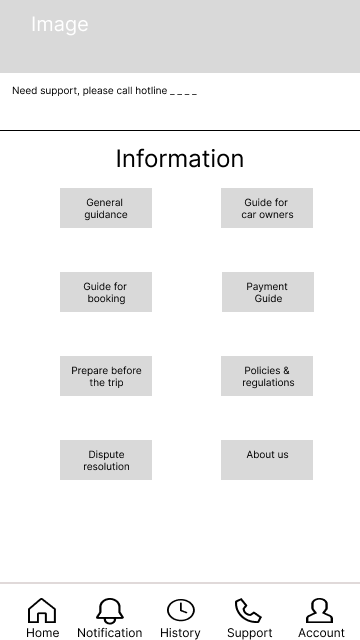 Image
Need support, please call hotline _ _ _ _
Information
General
guidance
Guide for
car owners
Guide for
booking
Payment
Guide
Prepare before
the trip
Policies &
regulations
Dispute
resolution
About us
Home
Notification
History
Support
Account